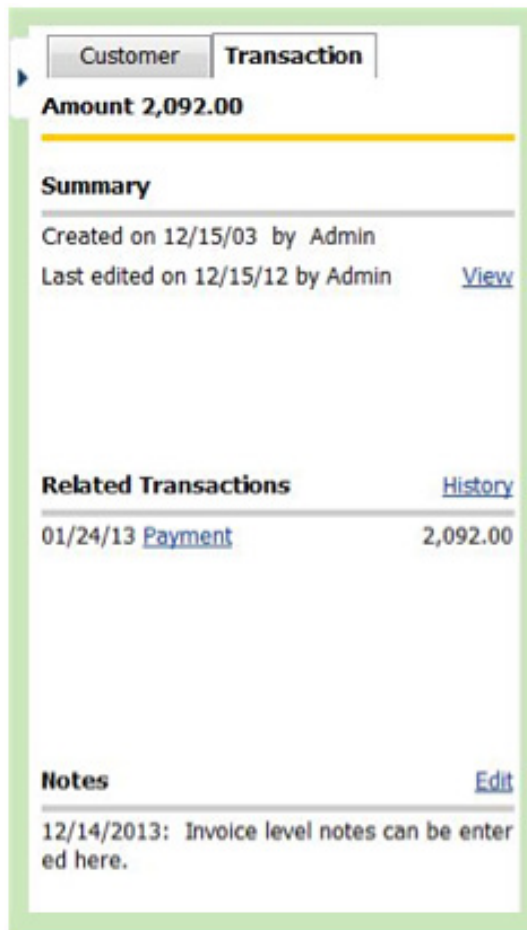 Customer Transaction
Amount 2,092.00
Summary
Created on 12/15/03 by Admin
Last edited on 12/15/12 by Admin View
Related Transactions History
01/24/13 Payment 2,092.00
Notes Edit
12/14/2013: Invoice level notes can be enter
ed here.